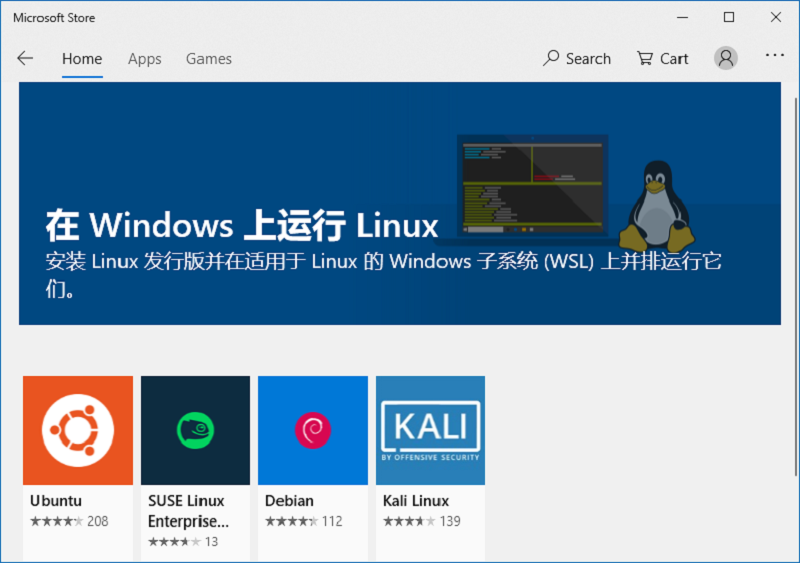 Microsoft Store
Home Apps Games Search Cart
在 Windows 上运行 Linux
安装 Linux 发行版并在适用于 Linux 的 Windows 子系统 (WSL) 上并排运行它
们。
KALI
BY OFFENSIVE SECURITY
Ubuntu
208
SUSE Linux
Enterprise...
13
Debian
112
Kali Linux
139